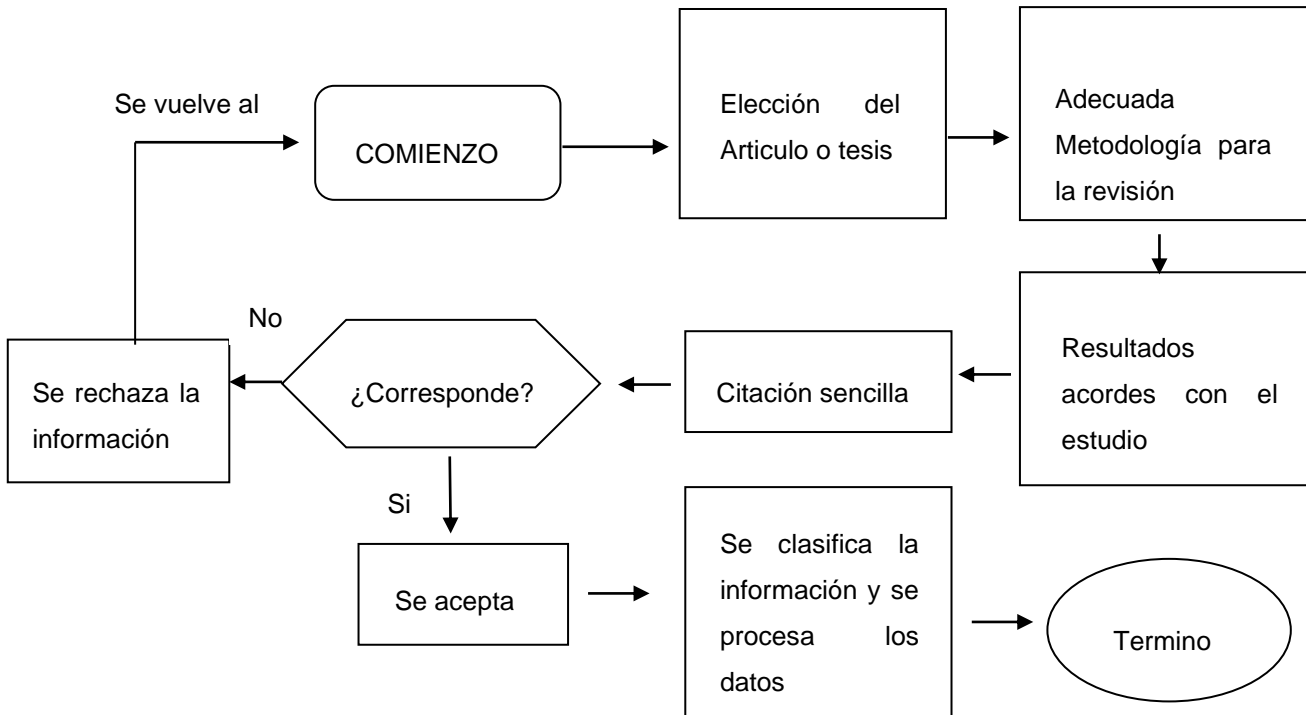 Se vuelve al
COMIENZO
Elección del
Articulo o tesis
Adecuada
Metodología para
la revisión
Resultados
acordes con el
estudio
Citación sencilla
¿Corresponde?
No
Se rechaza la
información
Si
Se acepta
Se clasifica la
información y se
procesa los
datos
Termino